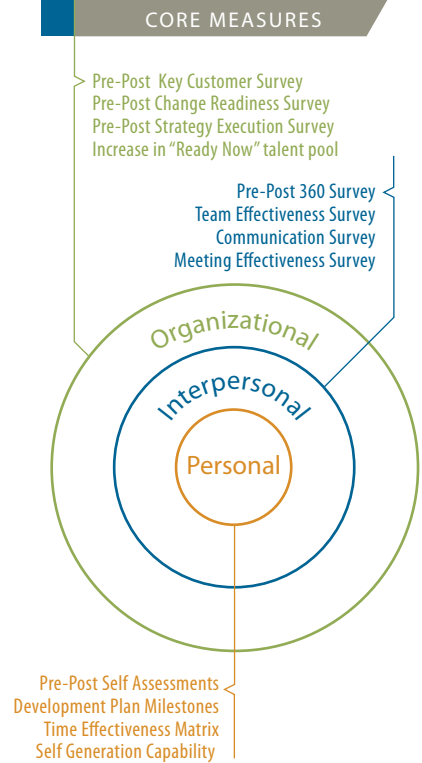 CORE MEASURES
Pre-Post Key Customer Survey
Pre-Post Change Readiness Survey
Pre-Post Strategy Execution Survey
Increase in “Ready Now” talent pool
Pre-Post 360 Survey
Team Effectiveness Survey
Communication Survey
Meeting Effectiveness Survey
Organizational
Interpersonal
Personal
Pre-Post Self Assessments
Development Plan Milestones
Time Effectiveness Matrix
Self Generation Capability